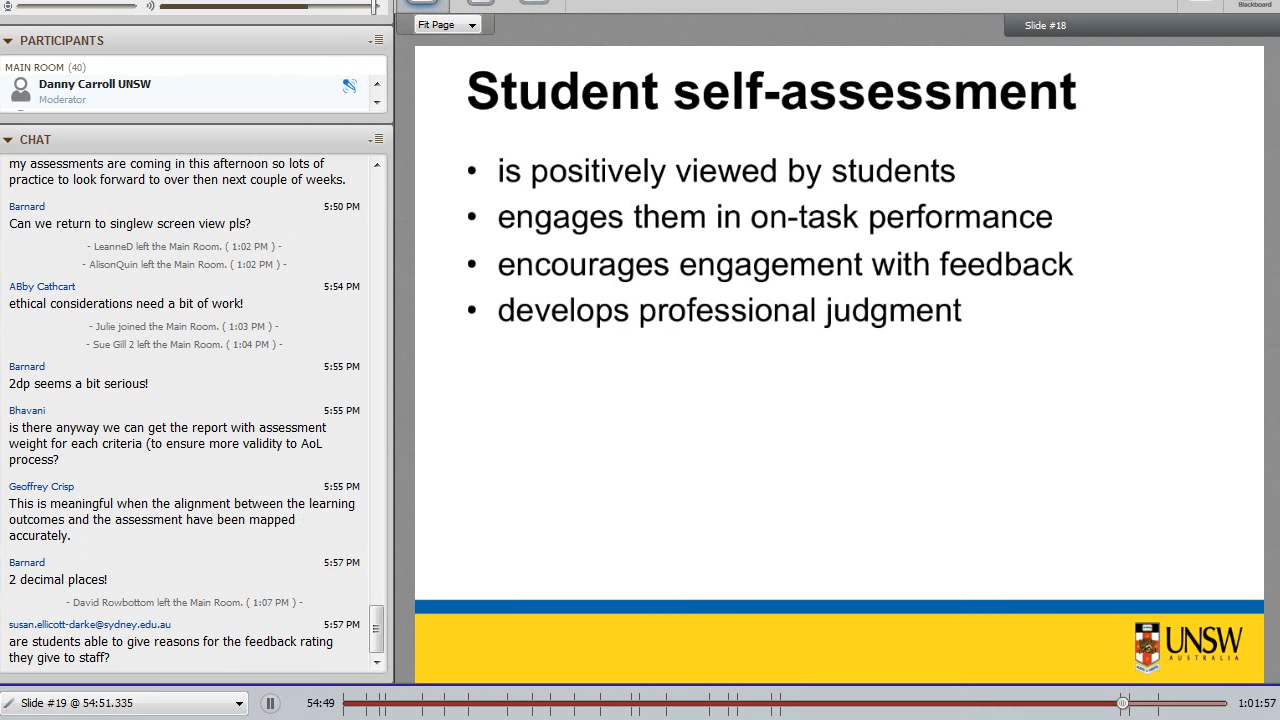 Fit Page
Blackboard
Slide #18
PARTICIPANTS
MAIN ROOM (40)
Danny Carroll UNSW
Moderator
CHAT
my assessments are coming in this afternoon so lots of
practice to look forward to over then next couple of weeks.
Barnard 5:50 PM
Can we return to singlew screen view pls?
- LeanneD left the Main Room. ( 1:02 PM ) -
- AlisonQuin left the Main Room. ( 1:02 PM ) -
ABby Cathcart 5:54 PM
ethical considerations need a bit of work!
- Julie joined the Main Room. ( 1:03 PM ) -
- Sue Gill 2 left the Main Room. ( 1:04 PM ) -
Barnard 5:55 PM
2dp seems a bit serious!
Bhavani 5:55 PM
is there anyway we can get the report with assessment
weight for each criteria (to ensure more validity to AoL
process?
Geoffrey Crisp 5:55 PM
This is meaningful when the alignment between the learning
outcomes and the assessment have been mapped
accurately.
Barnard 5:57 PM
2 decimal places!
- David Rowbottom left the Main Room. ( 1:07 PM ) -
susan.ellicott-darke@sydney.edu.au 5:57 PM
are students able to give reasons for the feedback rating
they give to staff?
Student self-assessment
• is positively viewed by students
• engages them in on-task performance
• encourages engagement with feedback
• develops professional judgment
UNSW
AUSTRALIA
Slide #19 @ 54:51.335
54:49
1:01:57